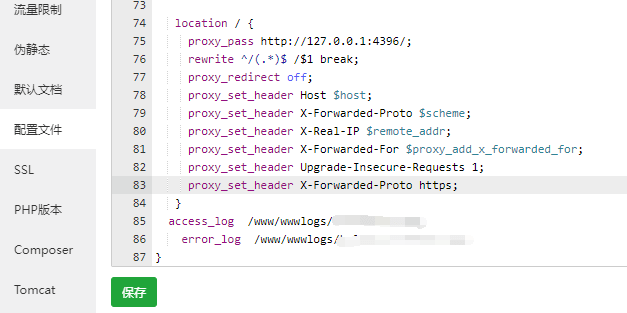 流量限制
伪静态
默认文档
配置文件
SSL
PHP版本
Composer
Tomcat
73
74 location / {
75 proxy_pass http://127.0.0.1:4396/;
76 rewrite ^/(.*)$ /$1 break;
77 proxy_redirect off;
78 proxy_set_header Host $host;
79 proxy_set_header X-Forwarded-Proto $scheme;
80 proxy_set_header X-Real-IP $remote_addr;
81 proxy_set_header X-Forwarded-For $proxy_add_x_forwarded_for;
82 proxy_set_header Upgrade-Insecure-Requests 1;
83 proxy_set_header X-Forwarded-Proto https;
84 }
85 access_log /www/wwwlogs/
86 error_log /www/wwwlogs/
87 }
保存